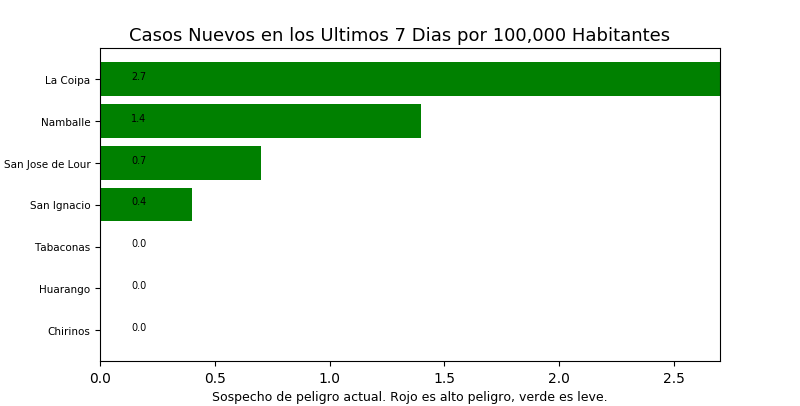 Casos Nuevos en los Ultimos 7 Dias por 100,000 Habitantes
La Coipa 2.7
Namballe 1.4
San Jose de Lour 0.7
San Ignacio 0.4
Tabaconas 0.0
Huarango 0.0
Chirinos 0.0
0.0 0.5 1.0 1.5 2.0 2.5
Sospecho de peligro actual. Rojo es alto peligro, verde es leve.